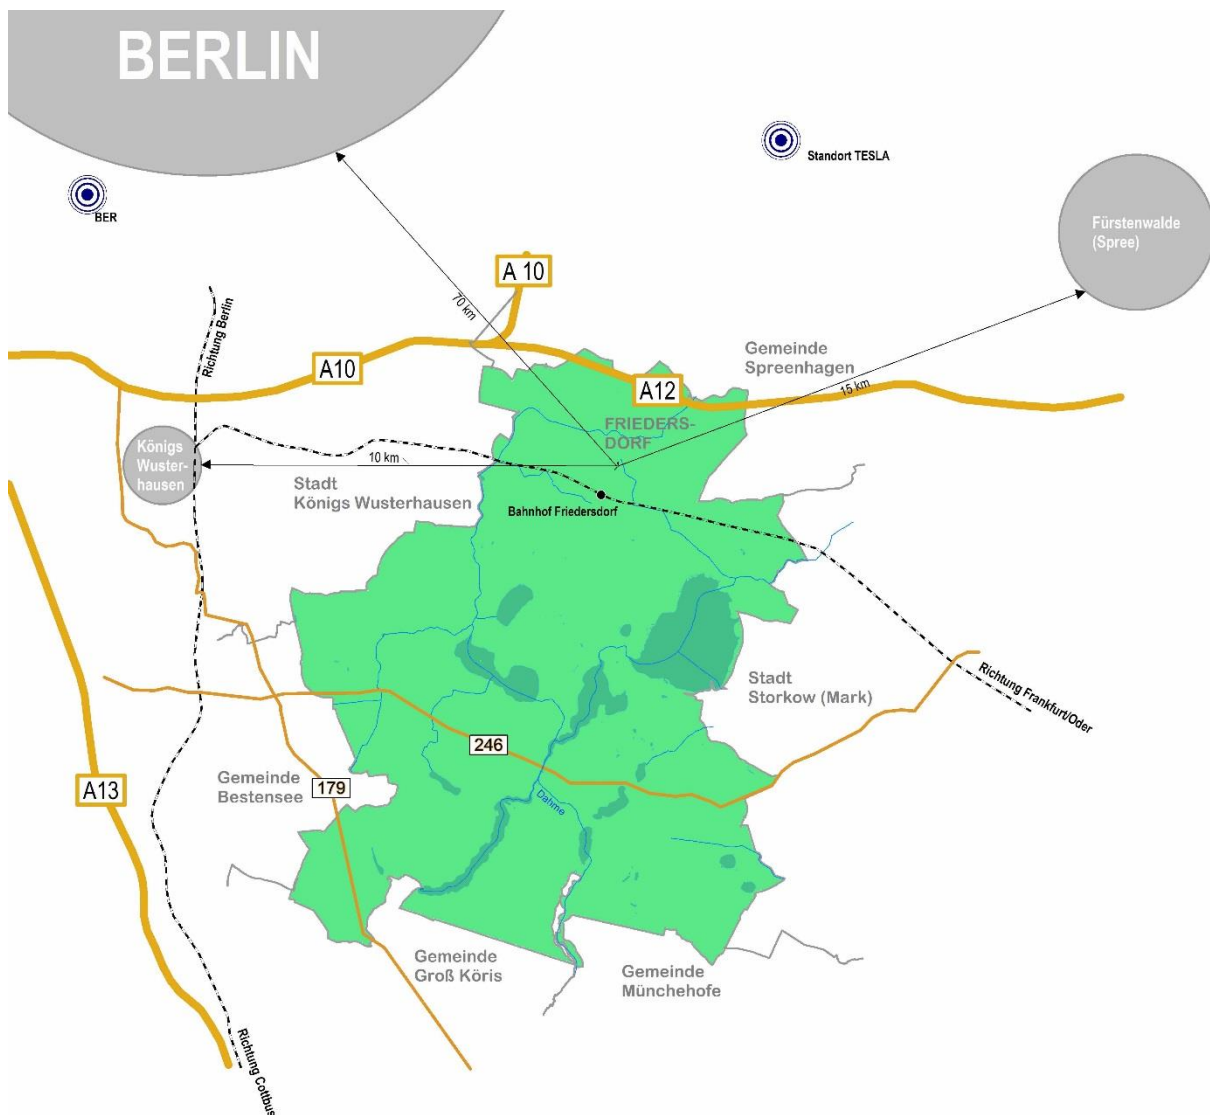 BERLIN
Standort TESLA
BER
Fürstenwalde
(Spree)
A 10
70 km
Richtung Berlin
Gemeinde
Spreenhagen
A10
A12
15 km
FRIEDERS-
DORF
Königs
Wuster-
hausen
10 km
Stadt
Königs Wusterhausen
Bahnhof Friedersdorf
Stadt
Storkow (Mark)
Richtung Frankfurt/Oder
246
Gemeinde
Bestensee
179
A13
Dahme
Gemeinde
Groß Köris
Gemeinde
Münchehofe
Richtung Cottbus